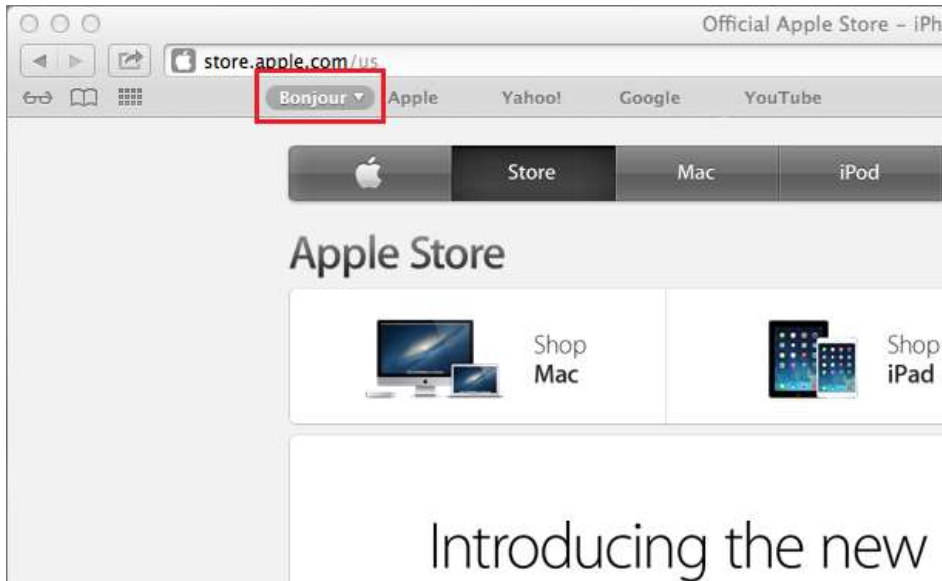 Official Apple Store – iPh
store.apple.com/us
Bonjour Apple Yahoo! Google YouTube
Store Mac iPod
Apple Store
Shop Mac
Shop iPad
Introducing the new